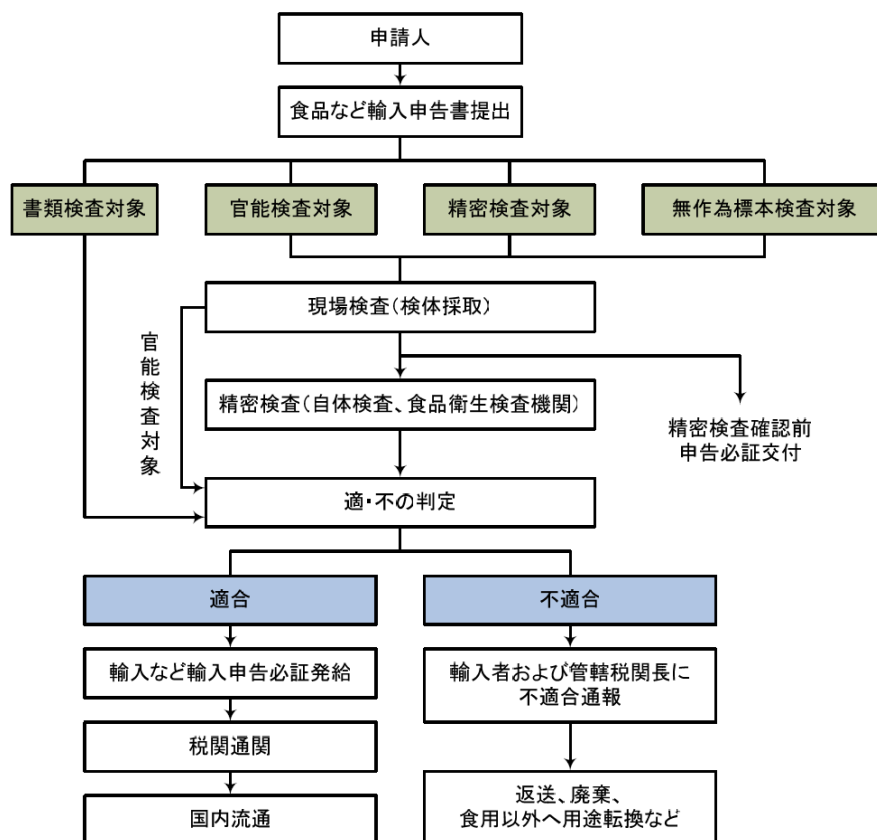 申請人
食品など輸入申告書提出
書類検査対象
官能検査対象
精密検査対象
無作為標本検査対象
現場検査(検体採取)
官能検査対象
精密検査(自体検査、食品衛生検査機関)
精密検査確認前
申告必証交付
適・不の判定
適合
不適合
輸入など輸入申告必証発給
輸入者および管轄税関長に
不適合通報
税関通関
国内流通
返送、廃棄、
食用以外へ用途転換など